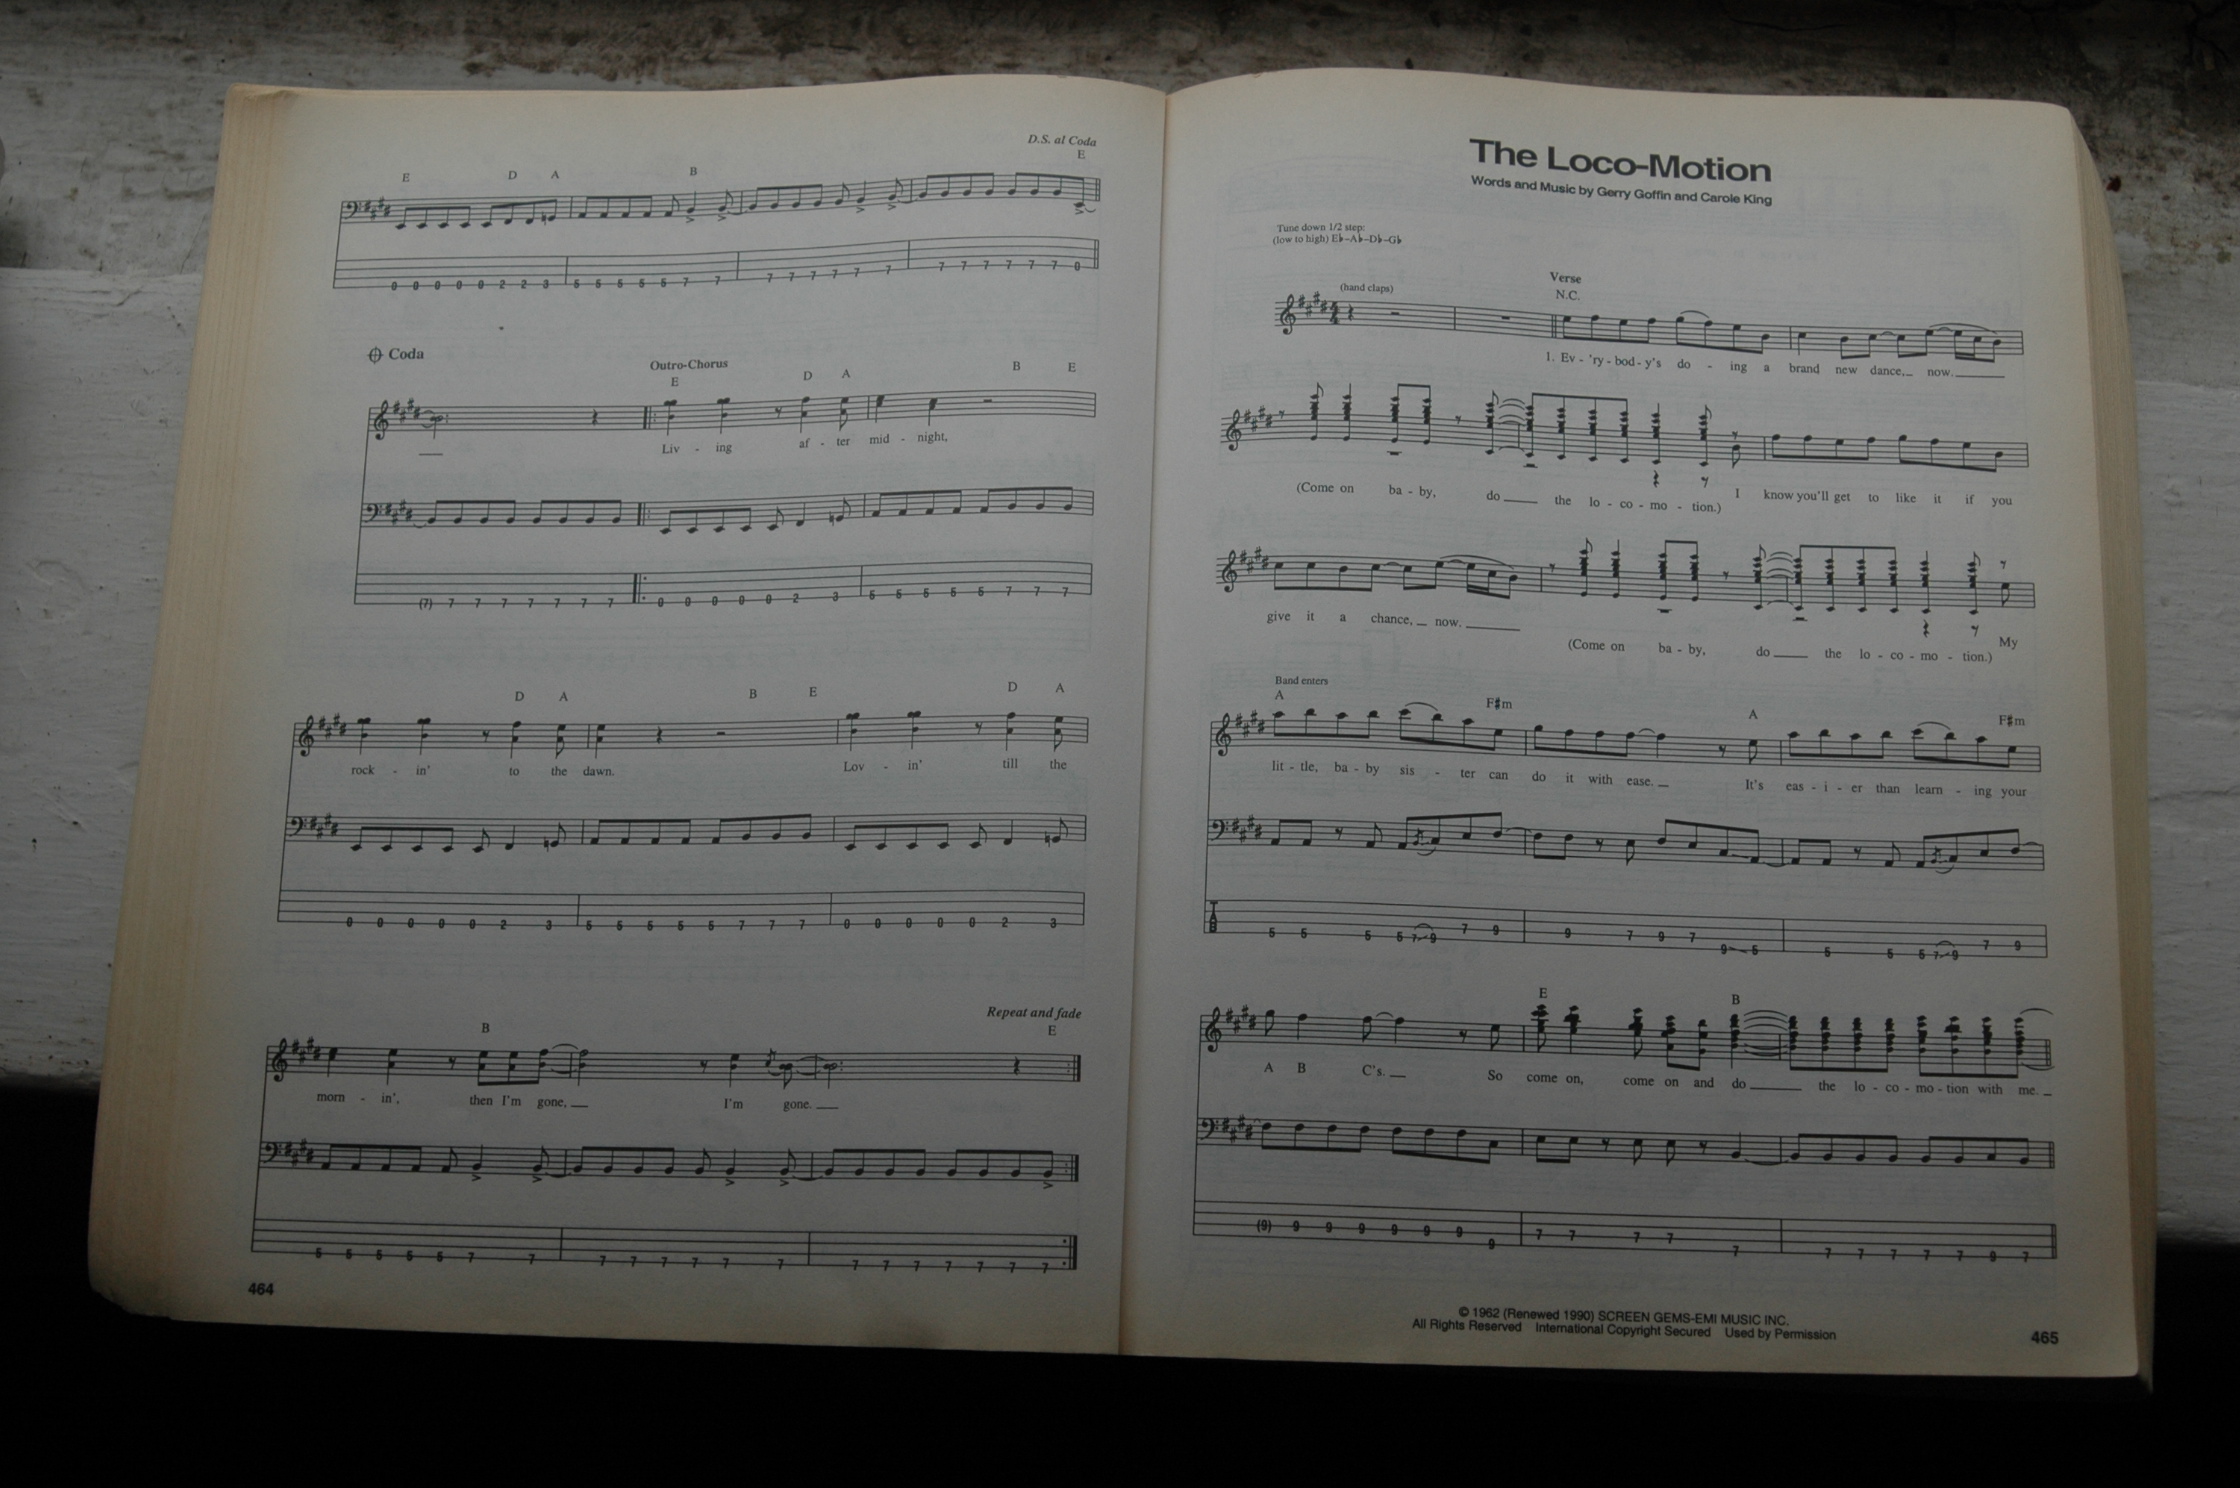 D.S. al Coda
E D A B E
0 0 0 0 0 2 2 3 5 5 5 5 5 7 7 7 7 7 7 7 7 7 7 7 7 7 7 0
Coda
Outro-Chorus
E D A B E
Liv - ing af - ter mid - night,
(7) 7 7 7 7 7 7 7 0 0 0 0 0 2 3 5 5 5 5 5 7 7 7
D A B E D A
rock - in' to the dawn. Lov - in' till the
0 0 0 0 0 2 3 5 5 5 5 5 7 7 7 0 0 0 0 0 2 3
Repeat and fade
B E
morn - in', then I'm gone, I'm gone.
5 5 5 5 5 7 7 7 7 7 7 7 7 7 7 7 7 7 7 7 7
464
The Loco-Motion
Words and Music by Gerry Goffin and Carole King
Tune down 1/2 step:
(low to high) E♭–A♭–D♭–G♭
Verse
(hand claps) N.C.
1. Ev - 'ry - bod - y's do - ing a brand new dance, now.
(Come on ba - by, do the lo - co - mo - tion.) I know you'll get to like it if you
give it a chance, now.
(Come on ba - by, do the lo - co - mo - tion.) My
Band enters
A F♯m A F♯m
lit - tle, ba - by sis - ter can do it with ease. It's eas - i - er than learn - ing your
5 5 5 5 7 9 7 9 9 7 9 7 9 5 5 5 5 7 9 7 9
E B
A B C's. So come on, come on and do the lo - co - mo - tion with me.
(9) 9 9 9 9 9 9 9 7 7 7 7 7 7 7 7 7 7 9 7
© 1962 (Renewed 1990) SCREEN GEMS-EMI MUSIC INC.
All Rights Reserved International Copyright Secured Used by Permission
465